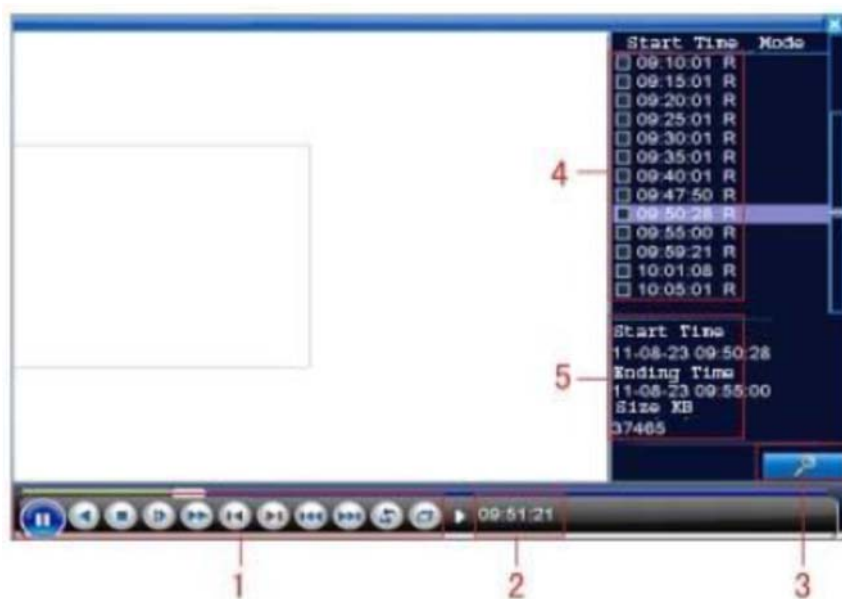 Start Time Mode
09:10:01 R
09:15:01 R
09:20:01 R
09:25:01 R
09:30:01 R
09:35:01 R
09:40:01 R
09:47:50 R
09:50:28 R
09:55:00 R
09:59:21 R
10:01:08 R
10:05:01 R
4
Start Time
11-08-23 09:50:28
Ending Time
11-08-23 09:55:00
Size KB
37465
5
09:51:21
1 2 3